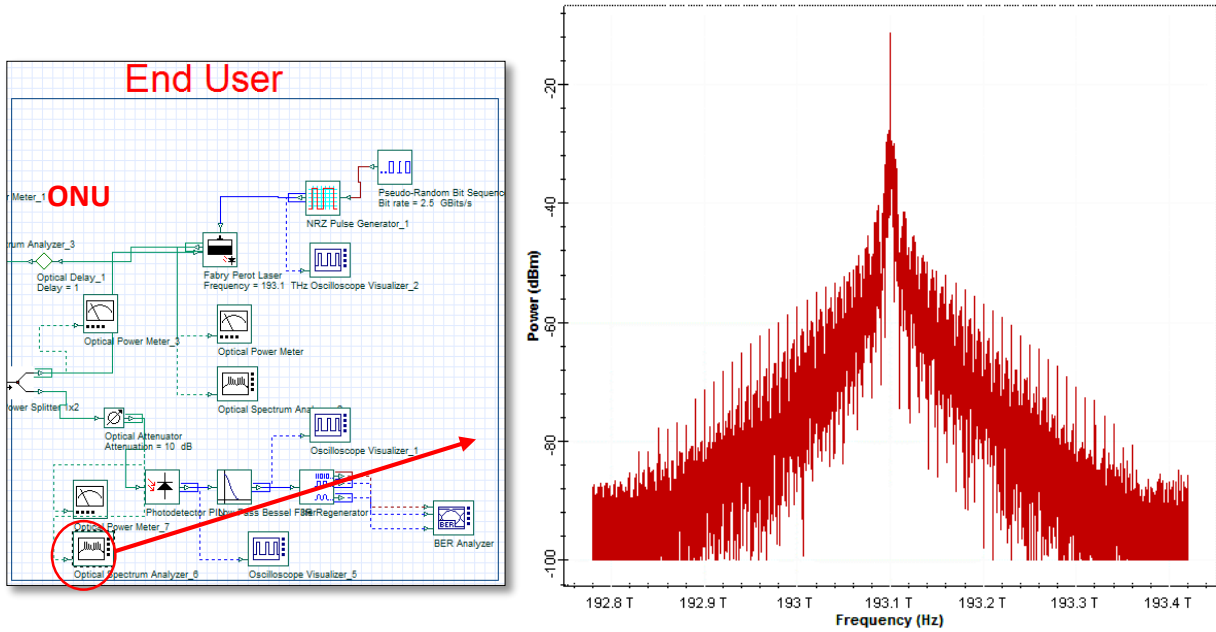 End User
ONU
r Meter_1
Pseudo-Random Bit Sequenc
Bit rate = 2.5 GBits/s
NRZ Pulse Generator_1
rum Analyzer_3
Optical Delay_1
Delay = 1
Fabry Perot Laser
Frequency = 193.1 THz
Oscilloscope Visualizer_2
Optical Power Meter_3
Optical Power Meter
ower Splitter 1x2
Optical Spectrum Ana
Optical Attenuator
Attenuation = 10 dB
Oscilloscope Visualizer_1
Photodetector PIN
Low Pass Bessel Filter
3R Regenerator
Optical Power Meter_7
BER
BER Analyzer
Optical Spectrum Analyzer_6
Oscilloscope Visualizer_5
Power (dBm)
-20
-40
-60
-80
-100
192.8 T
192.9 T
193 T
193.1 T
193.2 T
193.3 T
193.4 T
Frequency (Hz)